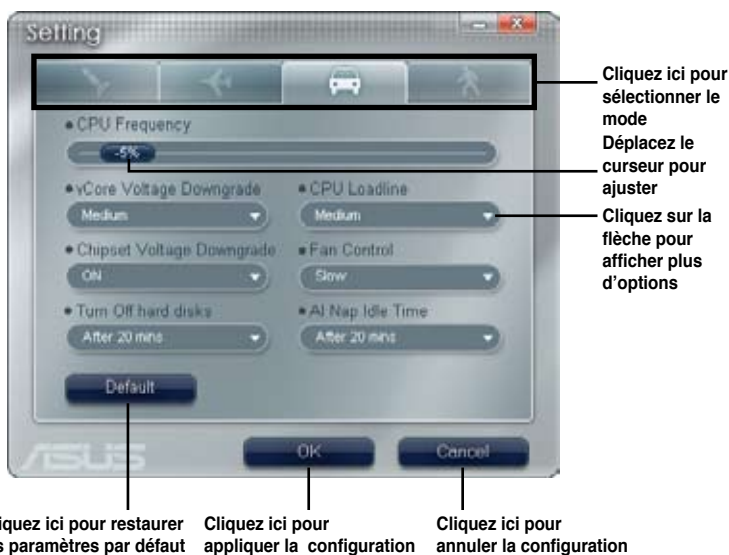 Setting
Cliquez ici pour
sélectionner le
mode
Déplacez le
curseur pour
ajuster
CPU Frequency
-5%
vCore Voltage Downgrade
CPU Loadline
Medium
Medium
Cliquez sur la
flèche pour
afficher plus
d'options
Chipset Voltage Downgrade
Fan Control
ON
Slow
Turn Off hard disks
AI Nap Idle Time
After 20 mins
After 20 mins
Default
ASUS
OK
Cancel
ici pour restaurer
paramètres par défaut
Cliquez ici pour
appliquer la configuration
Cliquez ici pour
annuler la configuration